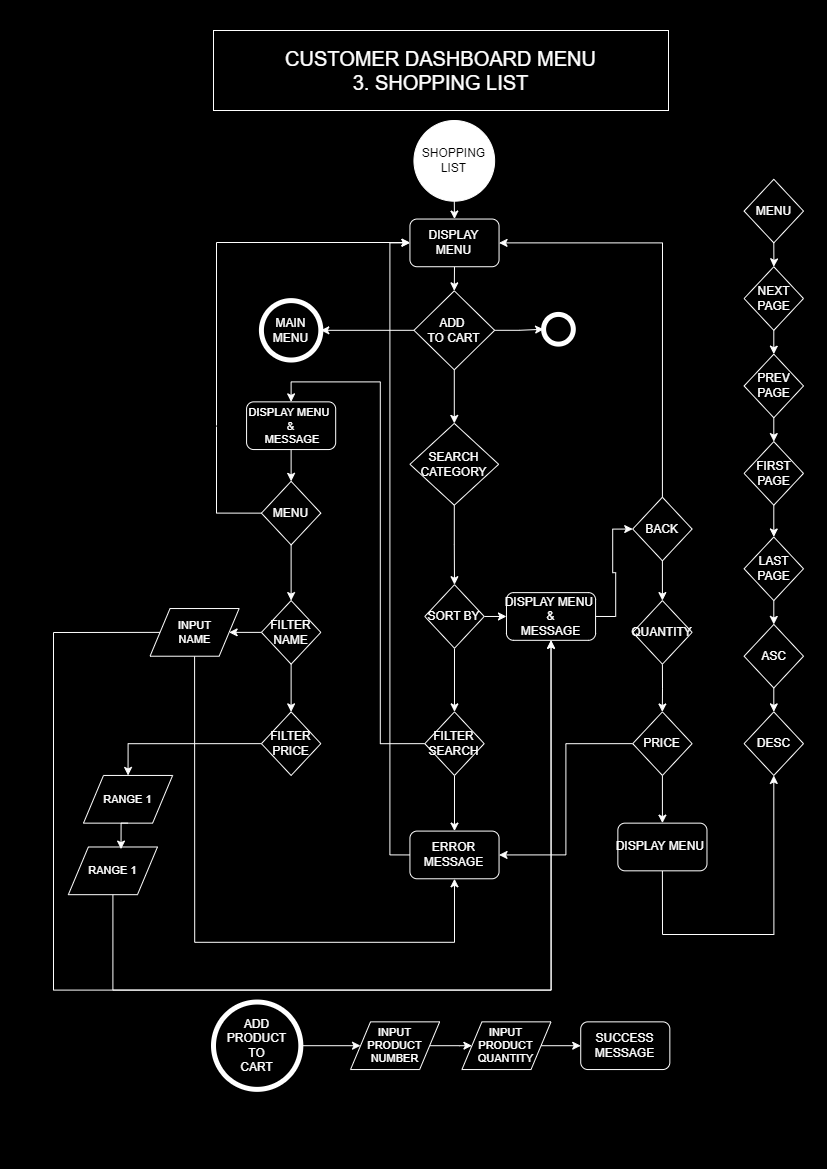 CUSTOMER DASHBOARD MENU
3. SHOPPING LIST
SHOPPING
LIST
DISPLAY
MENU
MAIN
MENU
ADD
TO CART
DISPLAY MENU
&
MESSAGE
MENU
SEARCH
CATEGORY
FILTER
NAME
INPUT
NAME
FILTER
PRICE
RANGE 1
RANGE 1
SORT BY
DISPLAY MENU
&
MESSAGE
FILTER
SEARCH
ERROR
MESSAGE
BACK
QUANTITY
PRICE
DISPLAY MENU
MENU
NEXT
PAGE
PREV
PAGE
FIRST
PAGE
LAST
PAGE
ASC
DESC
ADD
PRODUCT
TO
CART
INPUT
PRODUCT
NUMBER
INPUT
PRODUCT
QUANTITY
SUCCESS
MESSAGE